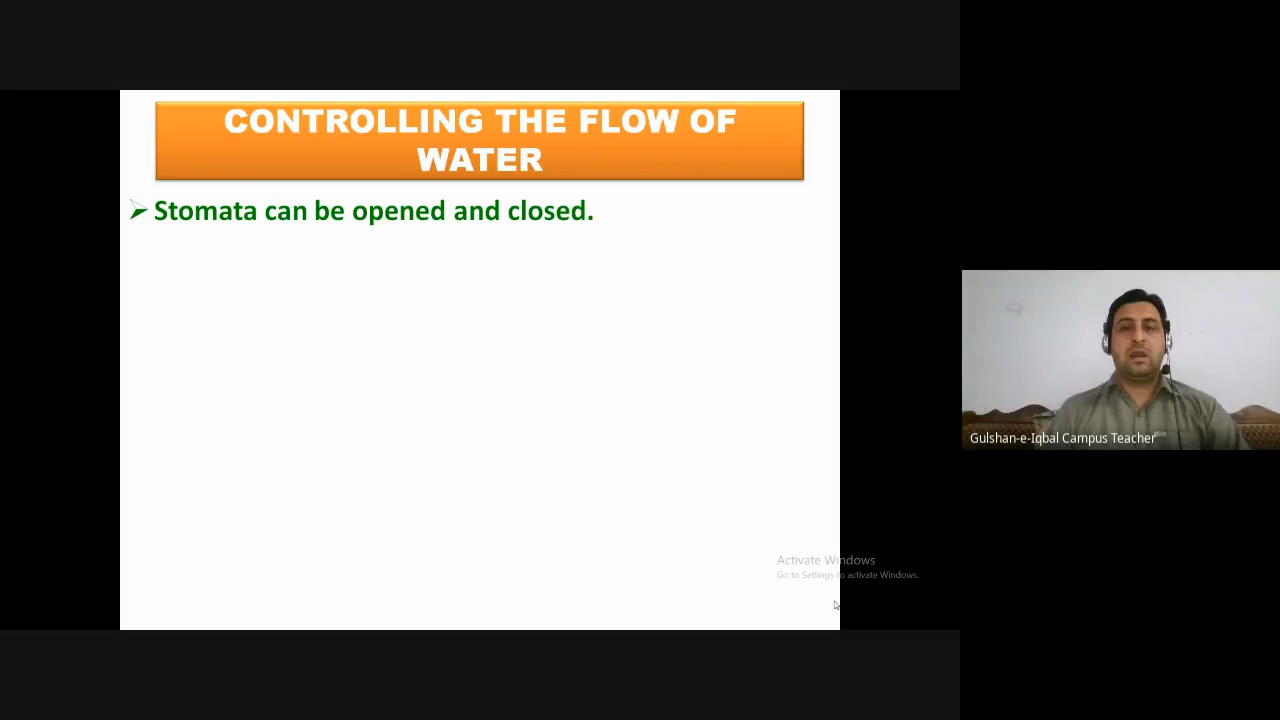 CONTROLLING THE FLOW OF
WATER
Stomata can be opened and closed.
Gulshan-e-Iqbal Campus Teacher
Activate Windows
Go to Settings to activate Windows.